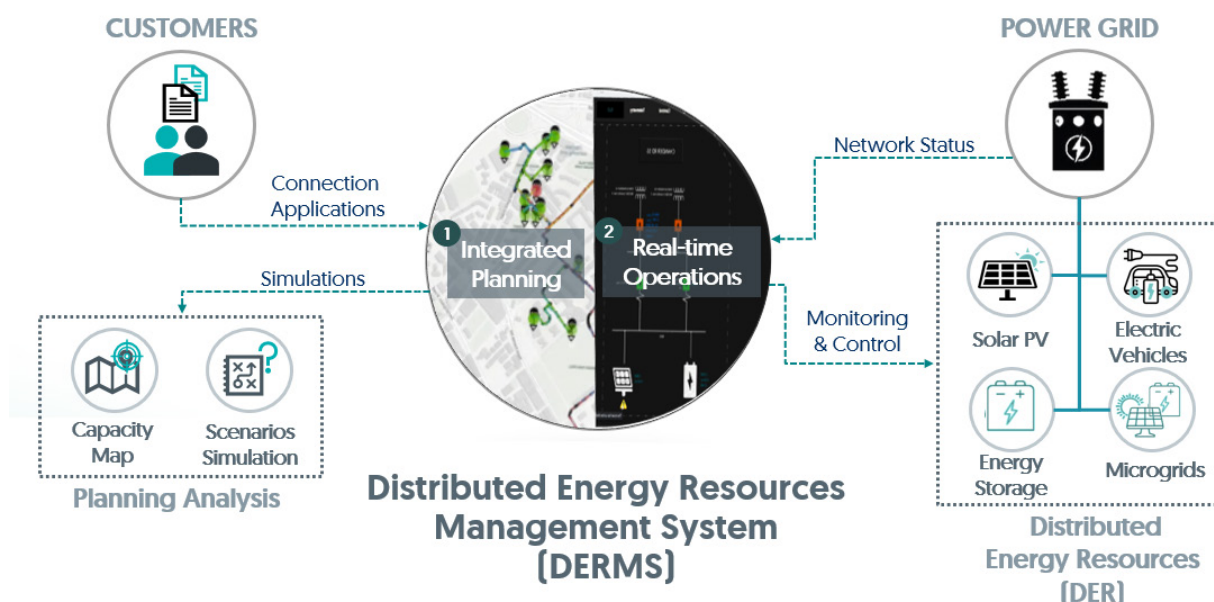 CUSTOMERS
POWER GRID
Connection
Applications
Network Status
1
Integrated
Planning
2
Real-time
Operations
Simulations
Monitoring
& Control
Capacity
Map
Scenarios
Simulation
Planning Analysis
Solar PV
Electric
Vehicles
Energy
Storage
Microgrids
Distributed Energy Resources
Management System
(DERMS)
Distributed
Energy Resources
(DER)